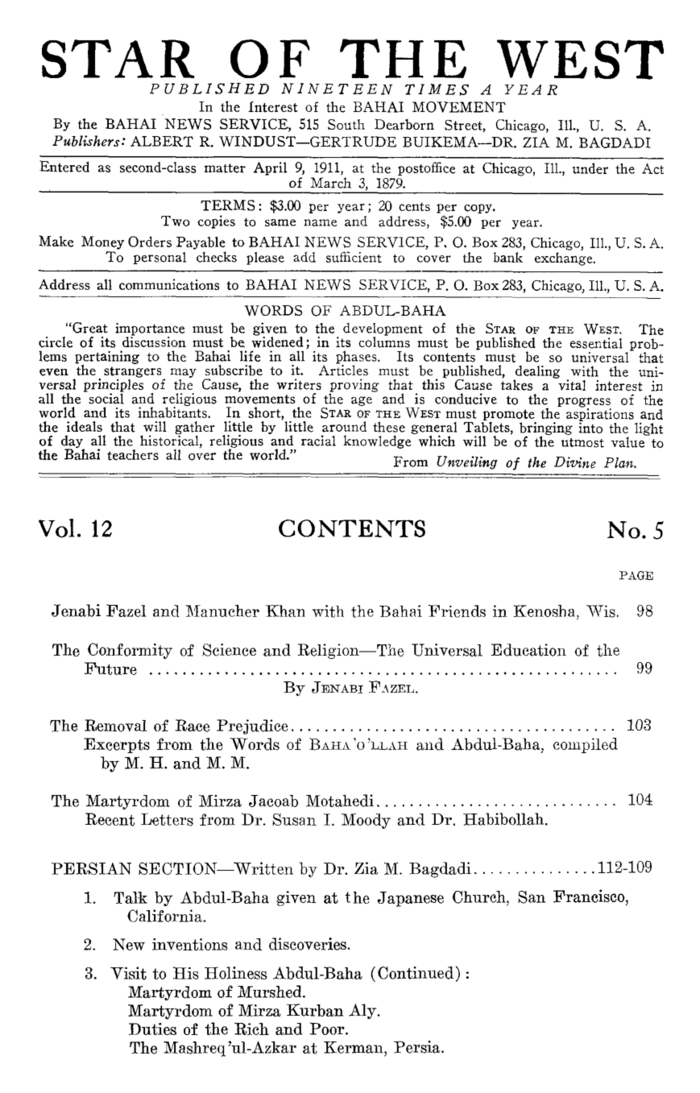 STAR OF THE WEST
PUBLISHED NINETEEN TIMES A YEAR
In the Interest of the BAHAI MOVEMENT
By the BAHAI NEWS SERVICE, 515 South Dearborn Street, Chicago, Ill., U. S. A.
Publishers: ALBERT R. WINDUST—GERTRUDE BUIKEMA—DR. ZIA M. BAGDADI
Entered as second-class matter April 9, 1911, at the postoffice at Chicago, Ill., under the Act
of March 3, 1879.
TERMS: $3.00 per year; 20 cents per copy.
Two copies to same name and address, $5.00 per year.
Make Money Orders Payable to BAHAI NEWS SERVICE, P. O. Box 283, Chicago, Ill., U. S. A.
To personal checks please add sufficient to cover the bank exchange.
Address all communications to BAHAI NEWS SERVICE, P. O. Box 283, Chicago, Ill., U. S. A.
WORDS OF ABDUL-BAHA
"Great importance must be given to the development of the STAR OF THE WEST. The
circle of its discussion must be widened; in its columns must be published the essential prob-
lems pertaining to the Bahai life in all its phases. Its contents must be so universal that
even the strangers may subscribe to it. Articles must be published, dealing with the uni-
versal principles of the Cause, the writers proving that this Cause takes a vital interest in
all the social and religious movements of the age and is conducive to the progress of the
world and its inhabitants. In short, the STAR OF THE WEST must promote the aspirations and
the ideals that will gather little by little around these general Tablets, bringing into the light
of day all the historical, religious and racial knowledge which will be of the utmost value to
the Bahai teachers all over the world."
From Unveiling of the Divine Plan.
Vol. 12 CONTENTS No. 5
PAGE
Jenabi Fazel and Manucher Khan with the Bahai Friends in Kenosha, Wis. 98
The Conformity of Science and Religion—The Universal Education of the
Future ........................................................ 99
By JENABI FAZEL.
The Removal of Race Prejudice....................................... 103
Excerpts from the Words of BAHA'O'LLAH and Abdul-Baha, compiled
by M. H. and M. M.
The Martyrdom of Mirza Jacoab Motahedi............................. 104
Recent Letters from Dr. Susan I. Moody and Dr. Habibollah.
PERSIAN SECTION—Written by Dr. Zia M. Bagdadi...............112-109
1. Talk by Abdul-Baha given at the Japanese Church, San Francisco,
California.
2. New inventions and discoveries.
3. Visit to His Holiness Abdul-Baha (Continued) :
Martyrdom of Murshed.
Martyrdom of Mirza Kurban Aly.
Duties of the Rich and Poor.
The Mashreq'ul-Azkar at Kerman, Persia.